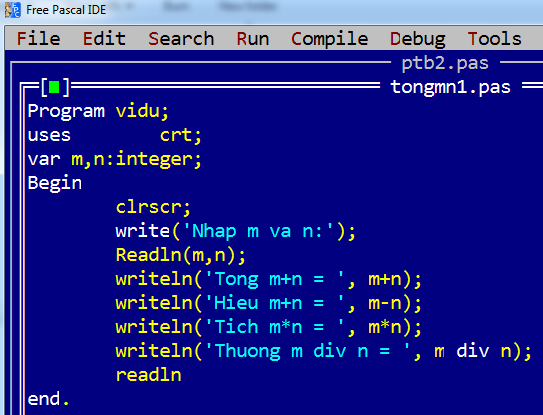 Free Pascal IDE
File Edit Search Run Compile Debug Tools
ptb2.pas
[■] tongmn1.pas
Program vidu;
uses crt;
var m,n:integer;
Begin
clrscr;
write('Nhap m va n:');
Readln(m,n);
writeln('Tong m+n = ', m+n);
writeln('Hieu m+n = ', m-n);
writeln('Tich m*n = ', m*n);
writeln('Thuong m div n = ', m div n);
readln
end.